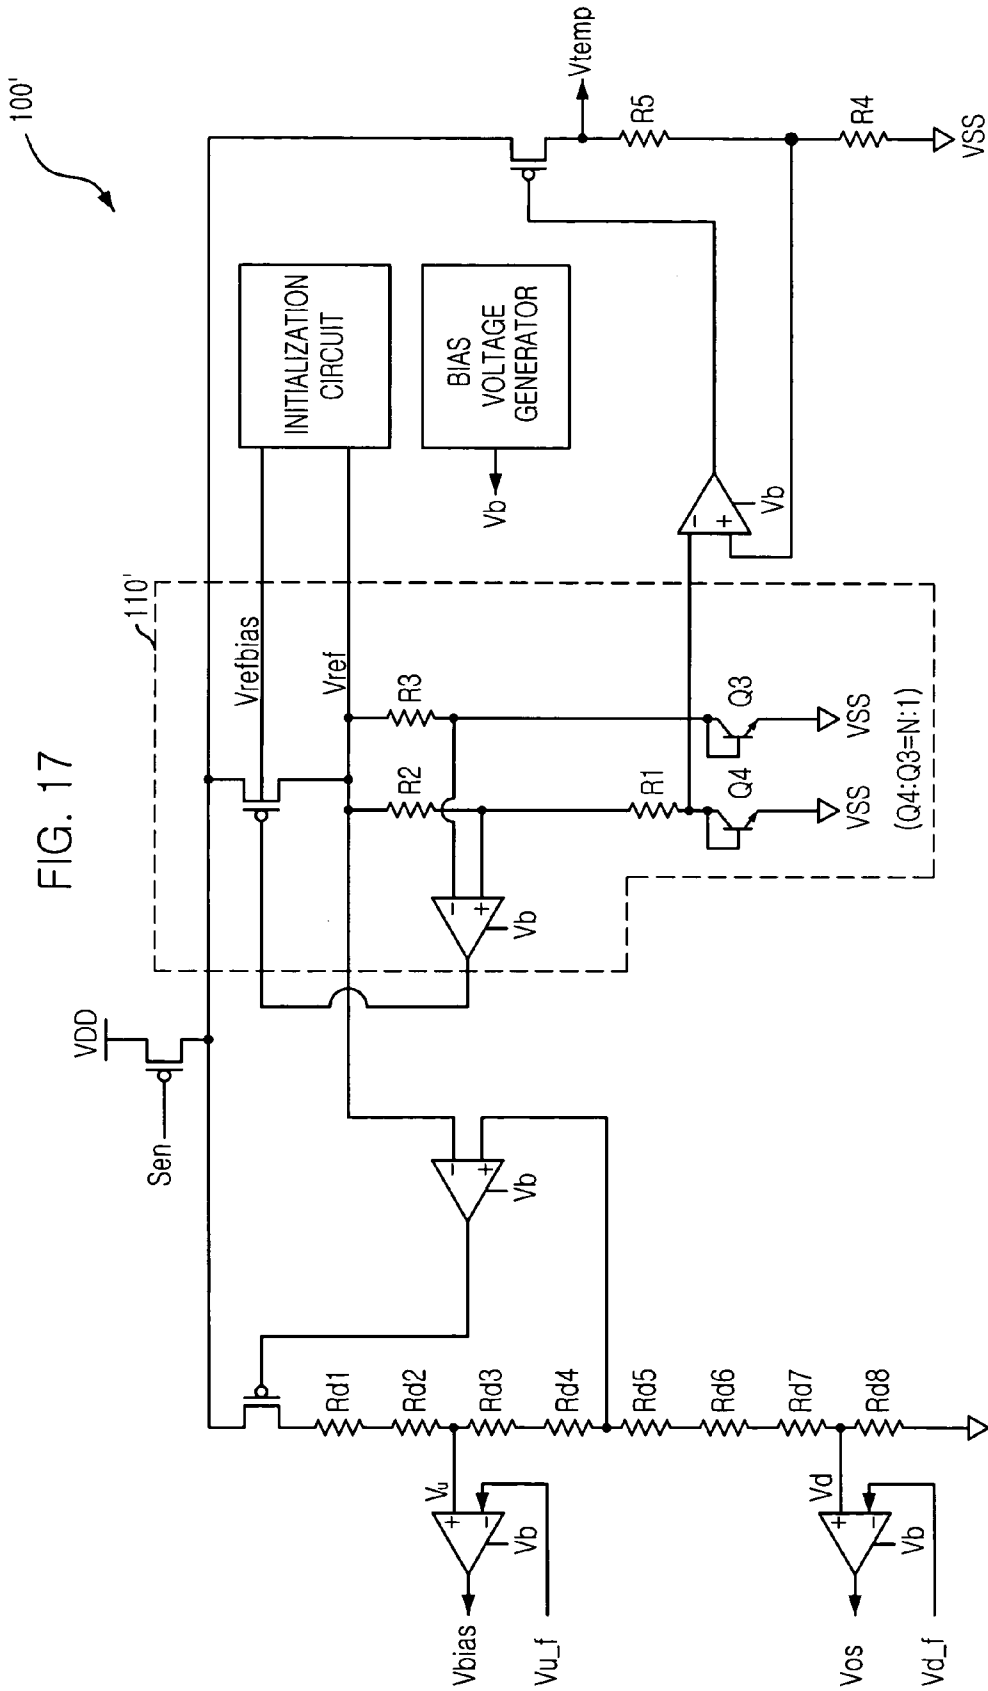 FIG. 17
100'
110'
VDD
Sen
Vrefbias
Vref
INITIALIZATION
CIRCUIT
BIAS
VOLTAGE
GENERATOR
Vb
Vtemp
R5
R4
VSS
R3
R2
R1
Q3
Q4
VSS
VSS
(Q4:Q3=N:1)
−
+
Vb
−
+
Vb
−
+
Vb
Rd1
Rd2
Rd3
Rd4
Rd5
Rd6
Rd7
Rd8
Vu
+
−
Vb
Vbias
Vu_f
Vd
+
−
Vb
Vos
Vd_f